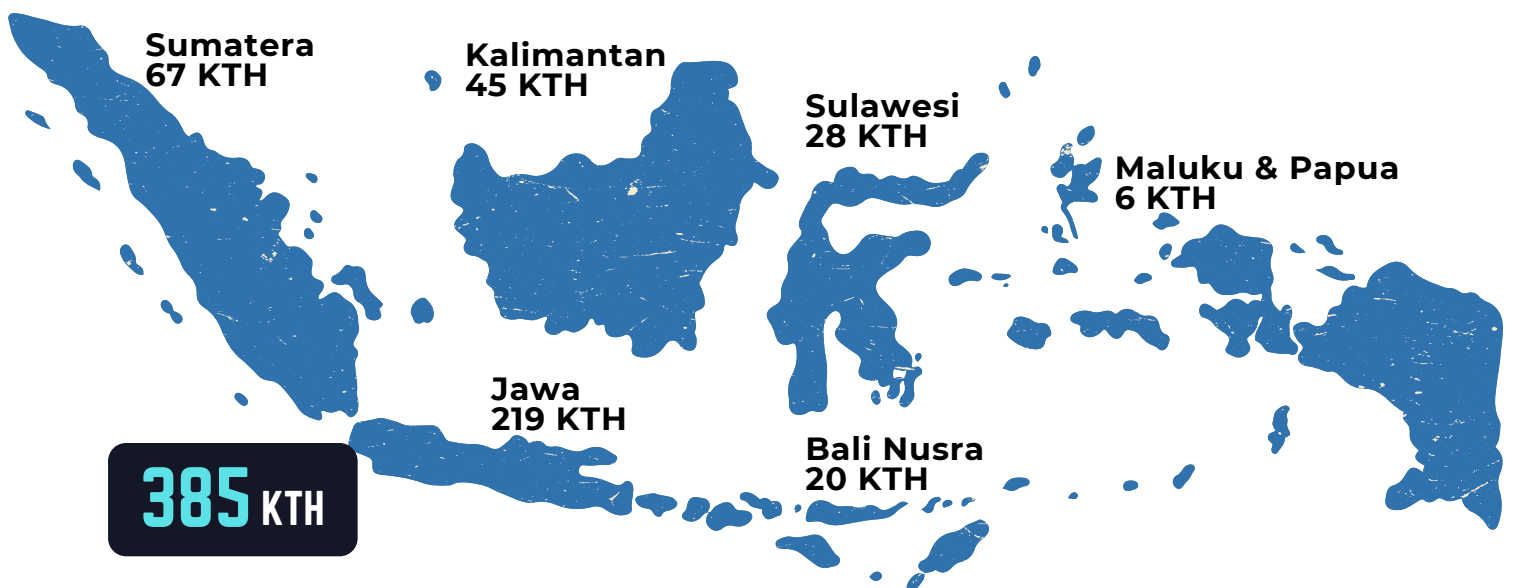 Sumatera
67 KTH
Kalimantan
45 KTH
Sulawesi
28 KTH
Maluku & Papua
6 KTH
Jawa
219 KTH
Bali Nusra
20 KTH
385 KTH